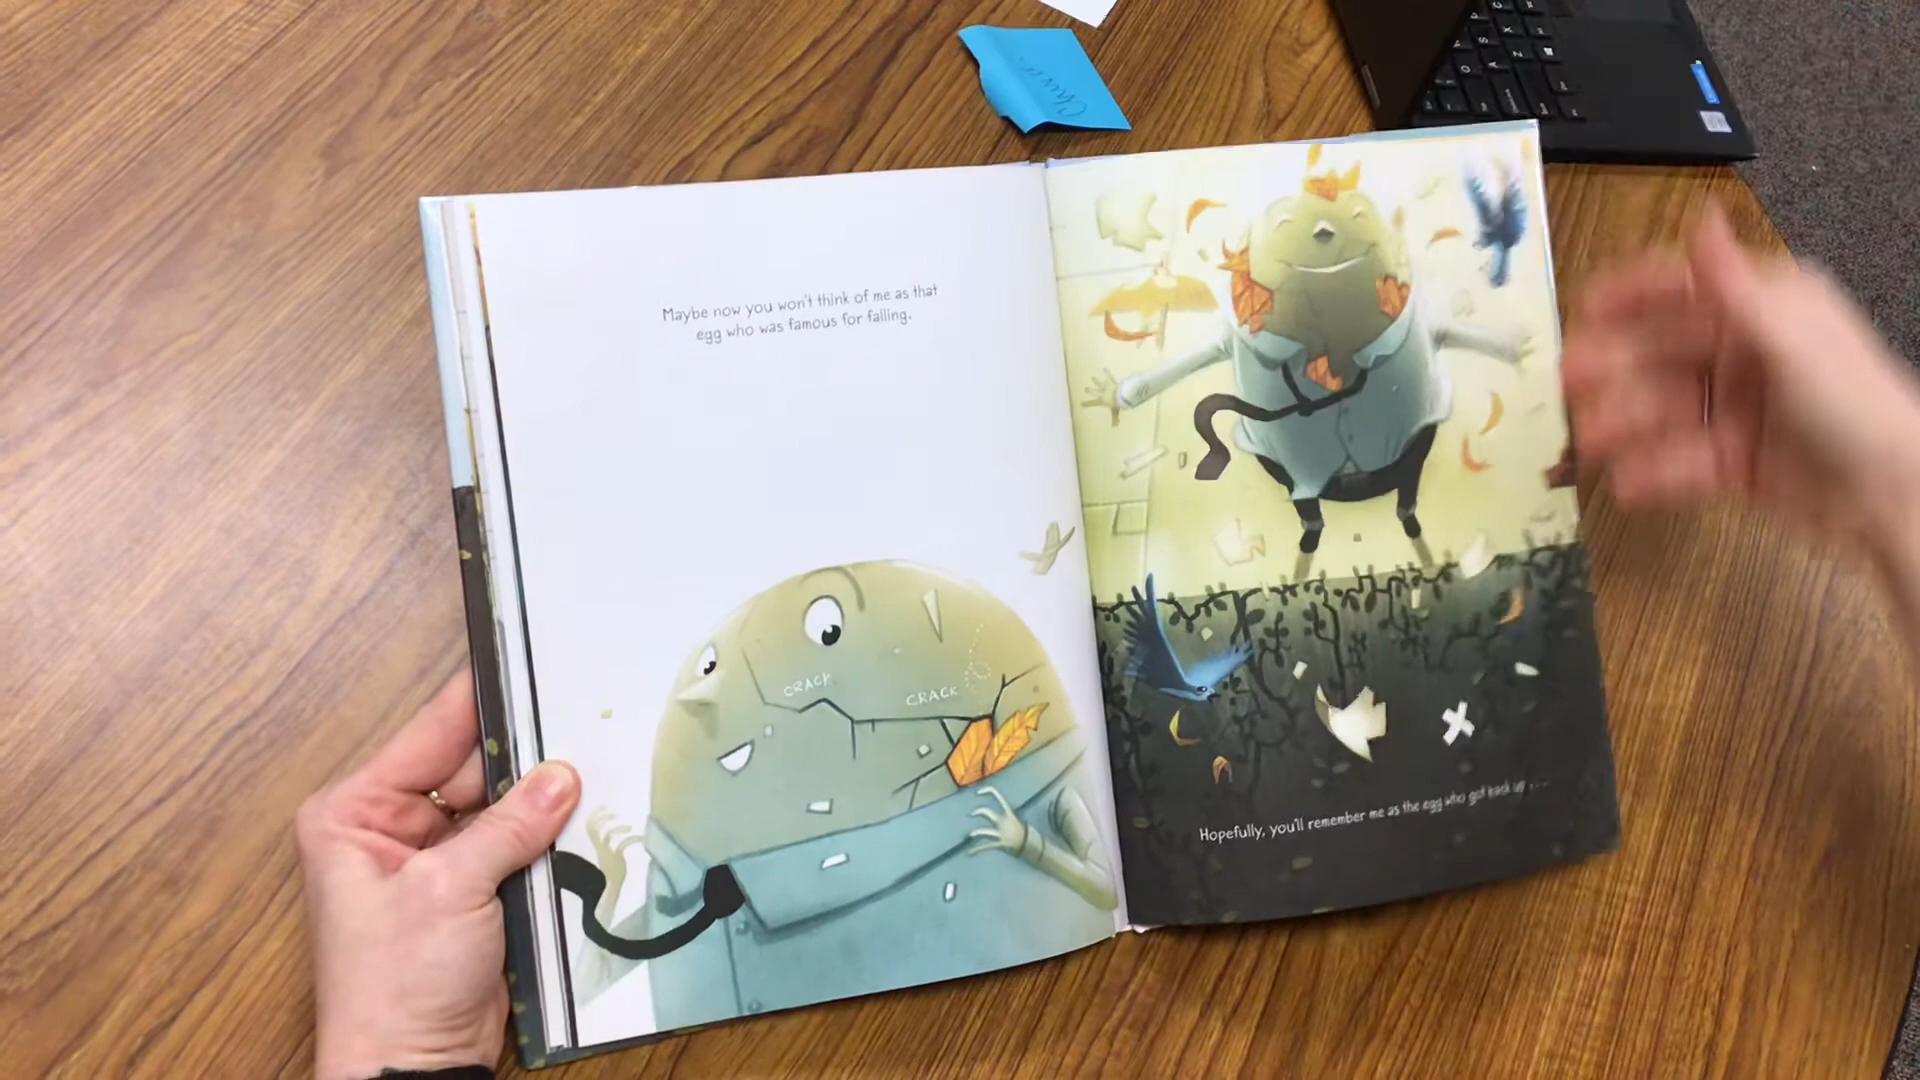 Maybe now you won't think of me as that
egg who was famous for falling.
CRACK
CRACK
Hopefully, you'll remember me as the egg who got back up . . .